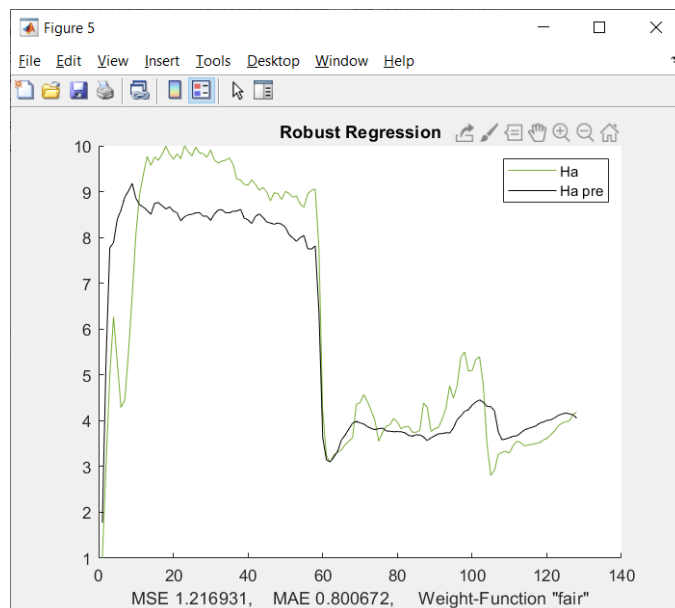 Figure 5
File Edit View Insert Tools Desktop Window Help
Robust Regression
Ha
Ha pre
10
9
8
7
6
5
4
3
2
1
0 20 40 60 80 100 120 140
MSE 1.216931, MAE 0.800672, Weight-Function "fair"